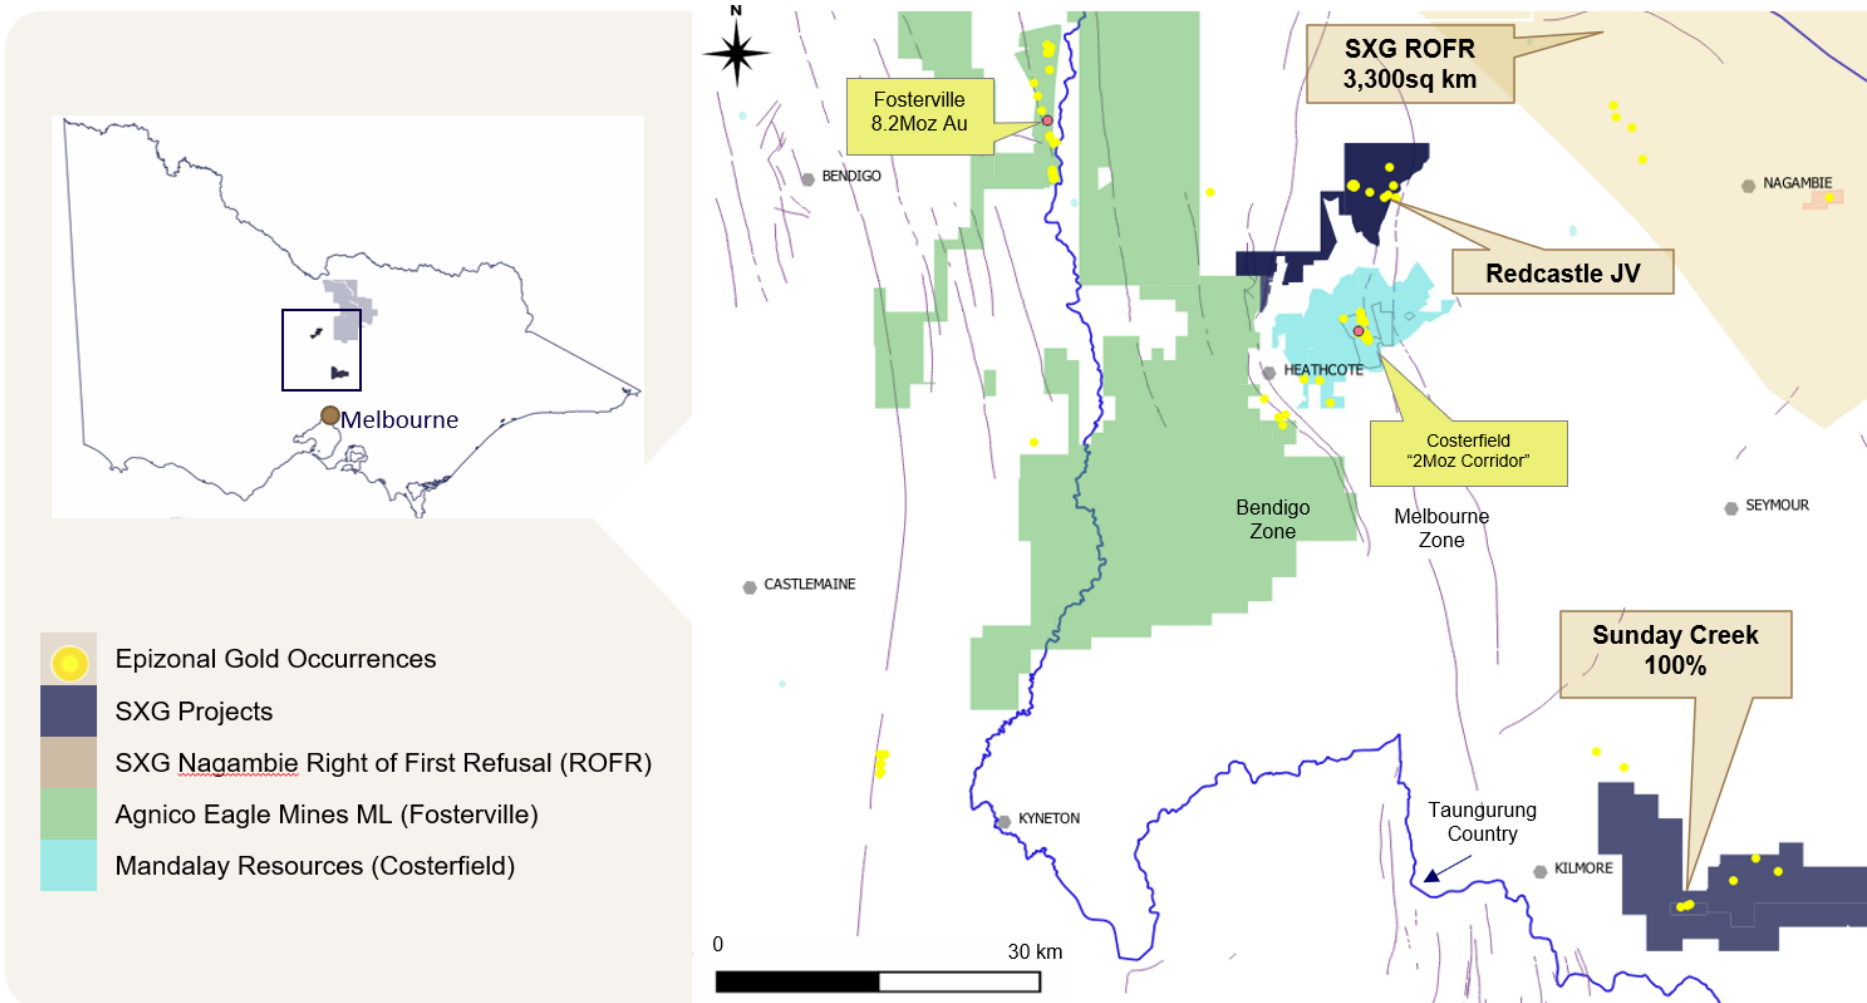 Melbourne
Epizonal Gold Occurrences
SXG Projects
SXG Nagambie Right of First Refusal (ROFR)
Agnico Eagle Mines ML (Fosterville)
Mandalay Resources (Costerfield)
N
SXG ROFR
3,300sq km
Fosterville
8.2Moz Au
BENDIGO
NAGAMBIE
Redcastle JV
HEATHCOTE
Costerfield
“2Moz Corridor”
Bendigo
Zone
Melbourne
Zone
SEYMOUR
CASTLEMAINE
Sunday Creek
100%
KYNETON
Taungurung
Country
KILMORE
0
30 km